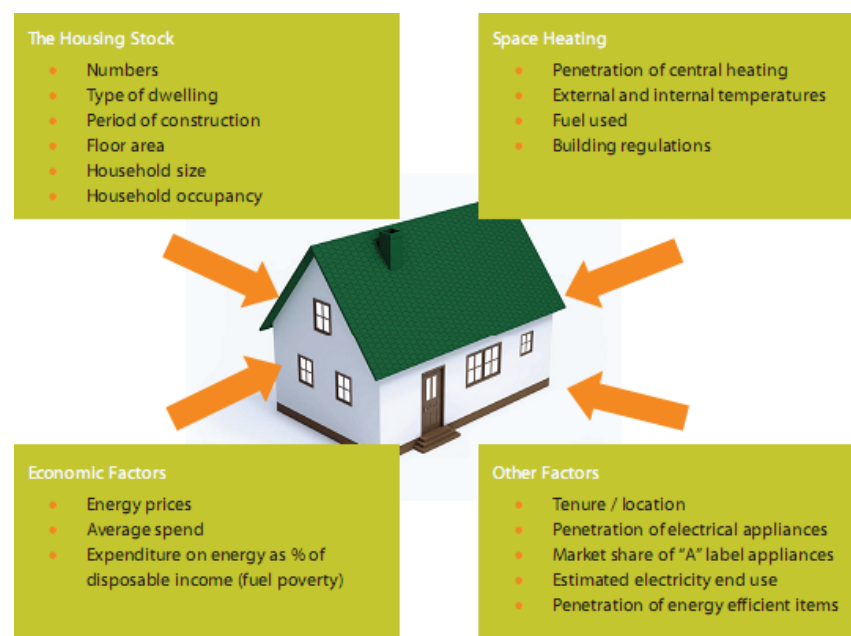 The Housing Stock
Numbers
Type of dwelling
Period of construction
Floor area
Household size
Household occupancy
Space Heating
Penetration of central heating
External and internal temperatures
Fuel used
Building regulations
Economic Factors
Energy prices
Average spend
Expenditure on energy as % of
disposable income (fuel poverty)
Other Factors
Tenure / location
Penetration of electrical appliances
Market share of “A” label appliances
Estimated electricity end use
Penetration of energy efficient items